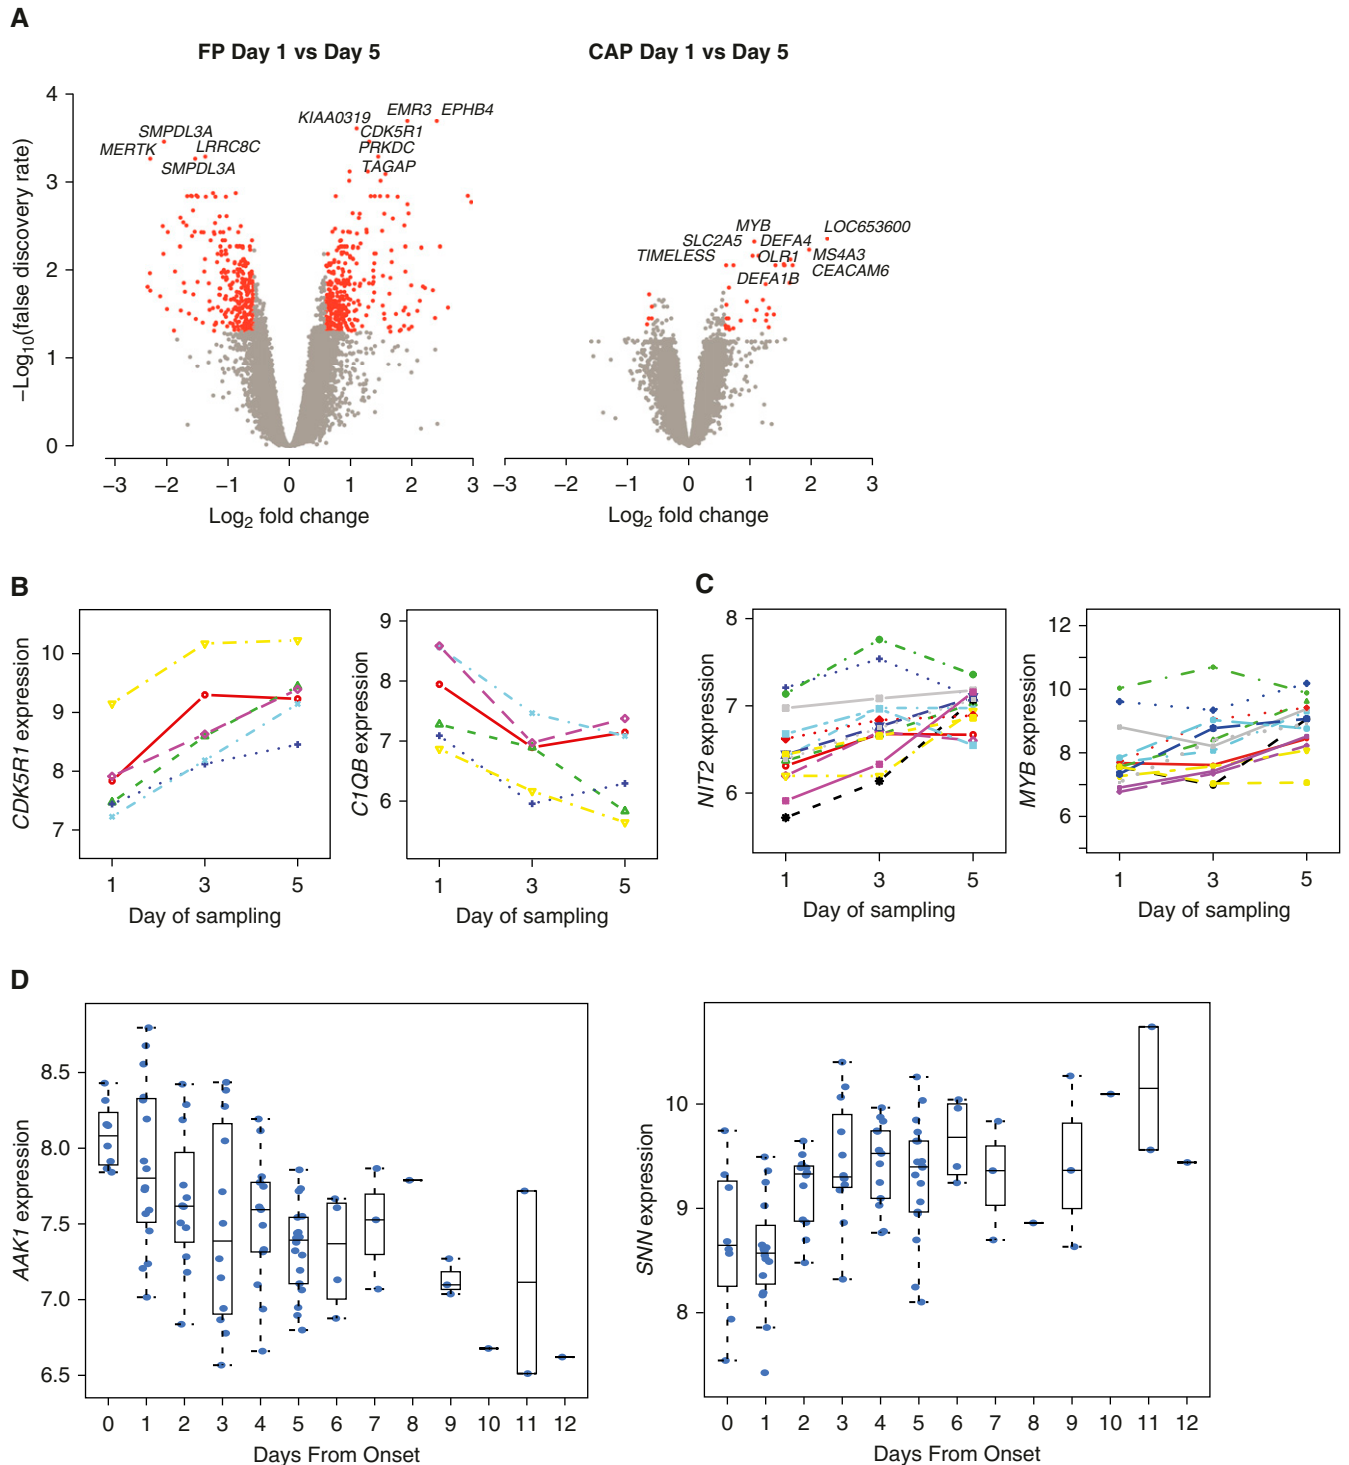 A
FP Day 1 vs Day 5
CAP Day 1 vs Day 5
−Log10(false discovery rate)
4
3
2
1
0
KIAA0319
EMR3
EPHB4
SMPDL3A
CDK5R1
MERTK
LRRC8C
PRKDC
SMPDL3A
TAGAP
MYB
LOC653600
SLC2A5
DEFA4
TIMELESS
OLR1
MS4A3
CEACAM6
DEFA1B
−3 −2 −1 0 1 2 3
−3 −2 −1 0 1 2 3
Log2 fold change
Log2 fold change
B
CDK5R1 expression
10
9
8
7
1 3 5
Day of sampling
C1QB expression
9
8
7
6
1 3 5
Day of sampling
C
NIT2 expression
8
7
6
1 3 5
Day of sampling
MYB expression
12
10
8
6
1 3 5
Day of sampling
D
AAK1 expression
8.5
8.0
7.5
7.0
6.5
0 1 2 3 4 5 6 7 8 9 10 11 12
Days From Onset
SNN expression
10
9
8
0 1 2 3 4 5 6 7 8 9 10 11 12
Days From Onset